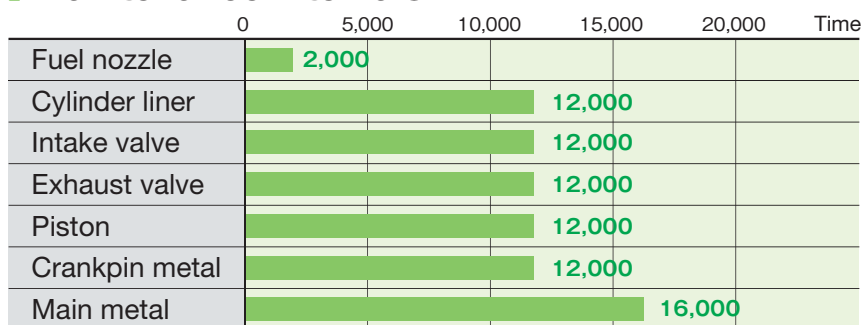 0 5,000 10,000 15,000 20,000 Time
Fuel nozzle 2,000
Cylinder liner 12,000
Intake valve 12,000
Exhaust valve 12,000
Piston 12,000
Crankpin metal 12,000
Main metal 16,000